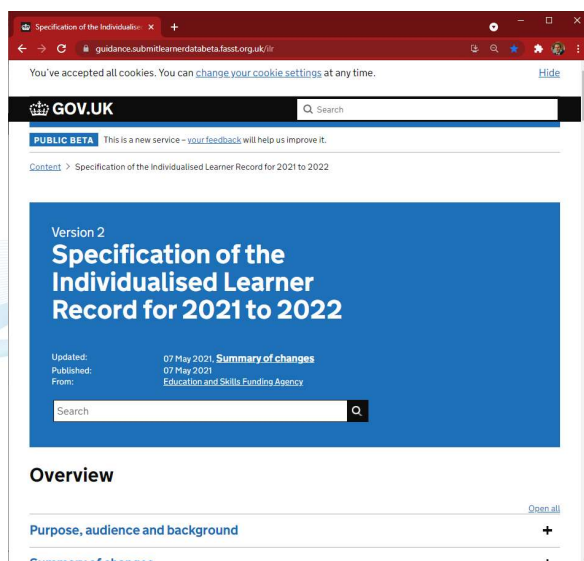 Specification of the Individualise
guidance.submitlearnerdatabeta.fasst.org.uk/ilr
You've accepted all cookies. You can change your cookie settings at any time.
Hide
GOV.UK
Search
PUBLIC BETA This is a new service – your feedback will help us improve it.
Content > Specification of the Individualised Learner Record for 2021 to 2022
Version 2
Specification of the
Individualised Learner
Record for 2021 to 2022
Updated: 07 May 2021, Summary of changes
Published: 07 May 2021
From: Education and Skills Funding Agency
Search
Overview
Open all
Purpose, audience and background